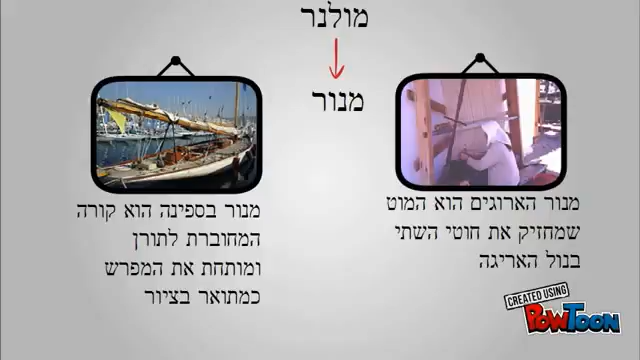 מולנר
מנור
מנור הארוגים הוא המוט
שמחזיק את חוטי השתי
בנול האריגה
מנור בספינה הוא קורה
המחוברת לתורן
ומותחת את המפרש
כמתואר בציור
CREATED USING
POWTOON